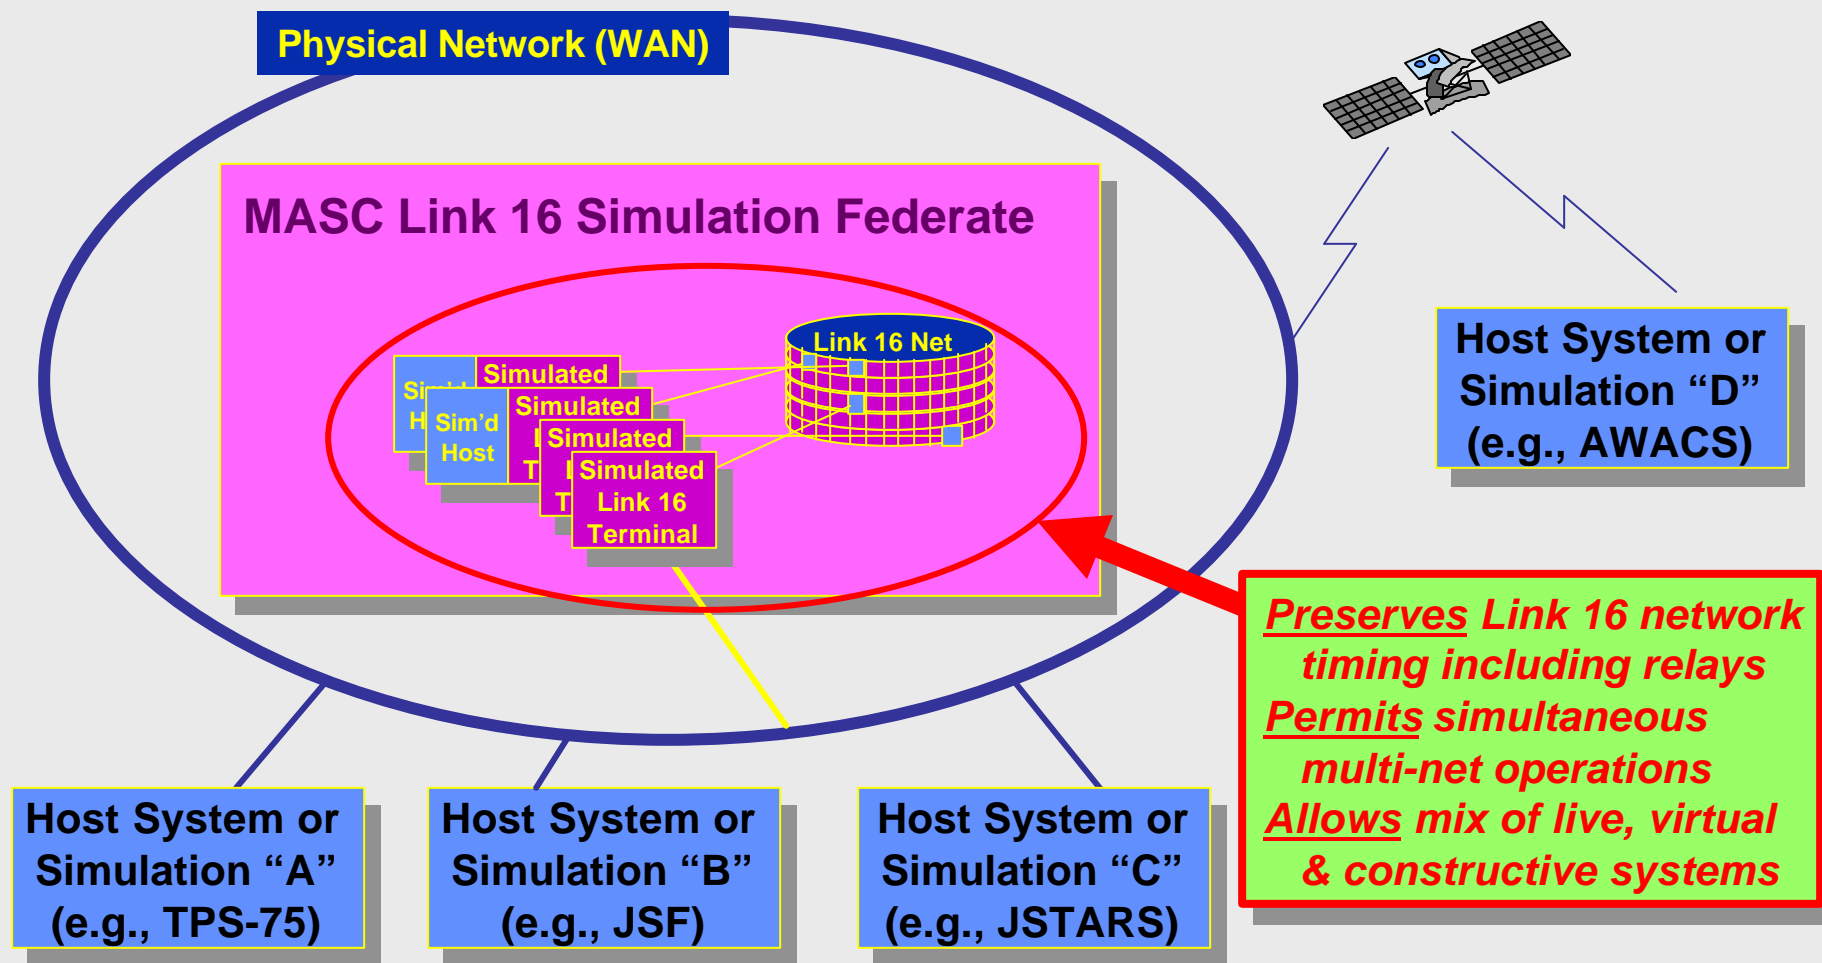 Physical Network (WAN)
MASC Link 16 Simulation Federate
Link 16 Net
Simulated
Simulated
Sim’d
Host
Simulated
Simulated
Link 16
Terminal
Host System or
Simulation “D”
(e.g., AWACS)
Preserves Link 16 network
timing including relays
Permits simultaneous
multi-net operations
Allows mix of live, virtual
& constructive systems
Host System or
Simulation “A”
(e.g., TPS-75)
Host System or
Simulation “B”
(e.g., JSF)
Host System or
Simulation “C”
(e.g., JSTARS)